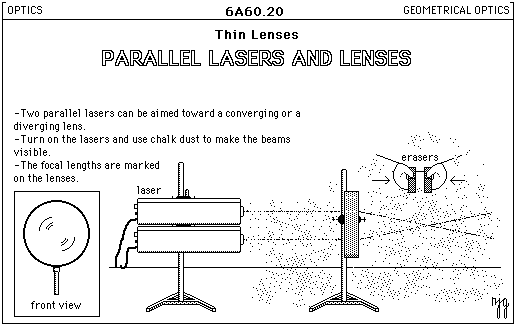 OPTICS 6A60.20 GEOMETRICAL OPTICS
Thin Lenses
PARALLEL LASERS AND LENSES
-Two parallel lasers can be aimed toward a converging or a
diverging lens.
-Turn on the lasers and use chalk dust to make the beams
visible.
-The focal lengths are marked
on the lenses.
erasers
laser
front view